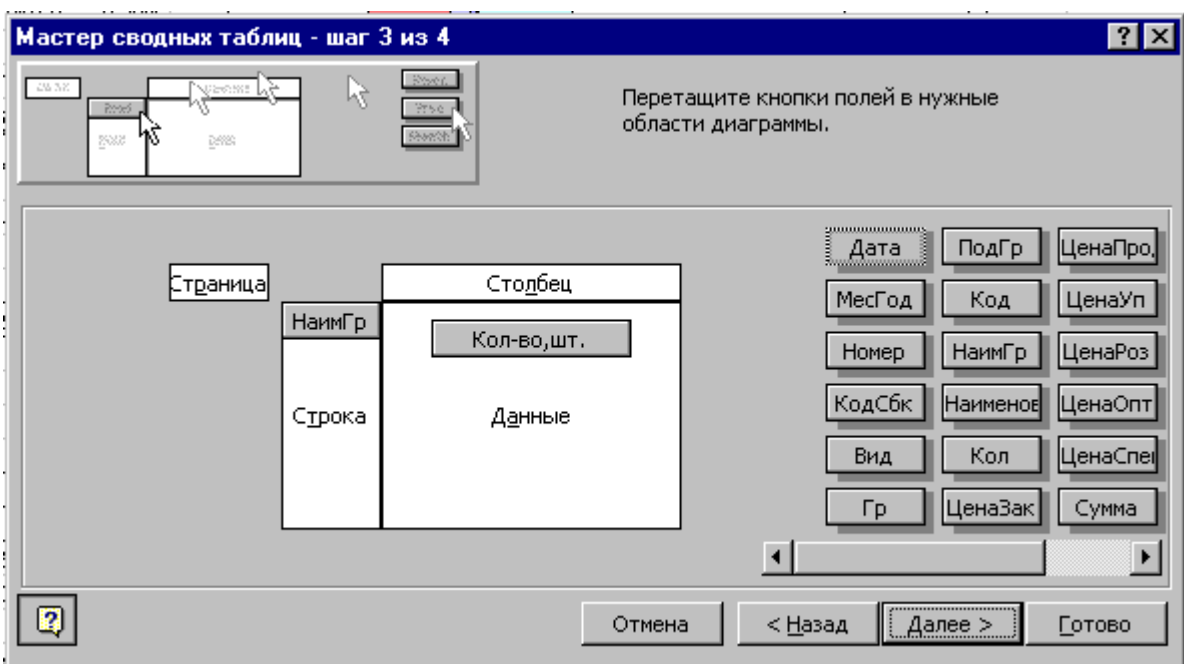 Мастер сводных таблиц - шаг 3 из 4
Перетащите кнопки полей в нужные
области диаграммы.
Дата ПодГр ЦенаПро,
Страница Столбец
МесГод Код ЦенаУп
НаимГр
Кол-во,шт.
Номер НаимГр ЦенаРоз
КодСбк Наименов ЦенаОпт
Строка Данные
Вид Кол ЦенаСпе
Гр ЦенаЗак Сумма
Отмена < Назад Далее > Готово